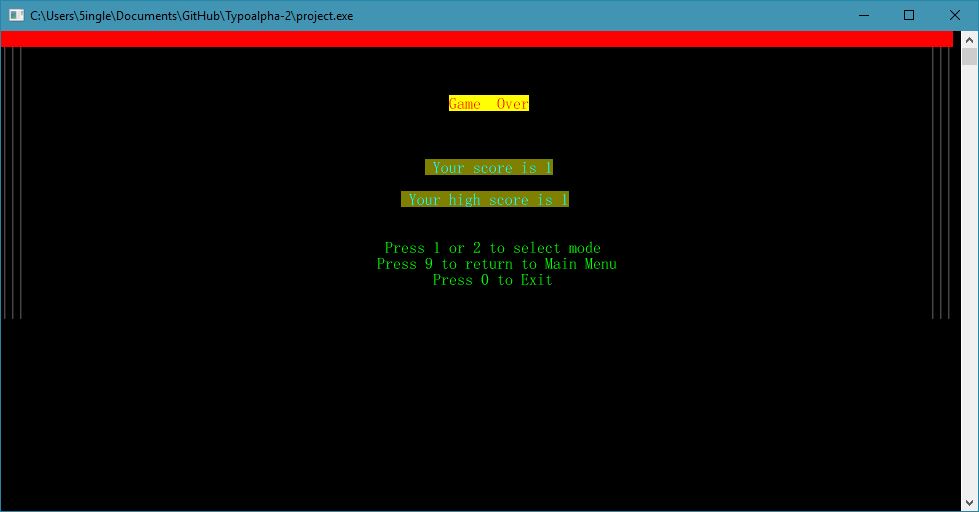 C:\Users\5ingle\Documents\GitHub\Typoalpha-2\project.exe
Game  Over
Your score is 1
Your high score is 1
Press 1 or 2 to select mode
Press 9 to return to Main Menu
Press 0 to Exit